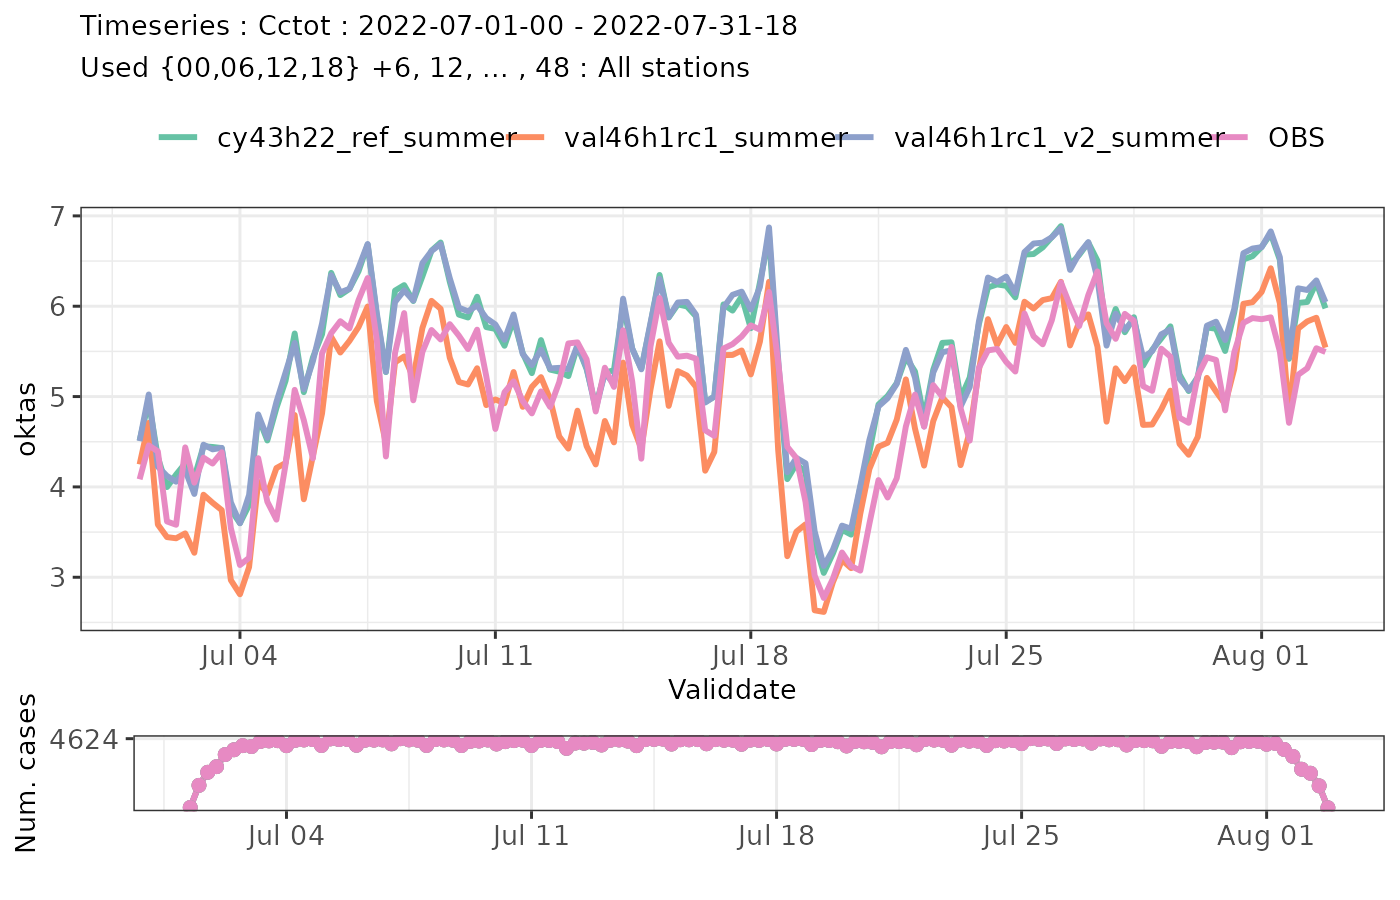 Timeseries : Cctot : 2022-07-01-00 - 2022-07-31-18
Used {00,06,12,18} +6, 12, ... , 48 : All stations
cy43h22_ref_summer val46h1rc1_summer val46h1rc1_v2_summer OBS
7
6
5
4
3
oktas
Jul 04 Jul 11 Jul 18 Jul 25 Aug 01
Validdate
4624
Num. cases
Jul 04 Jul 11 Jul 18 Jul 25 Aug 01